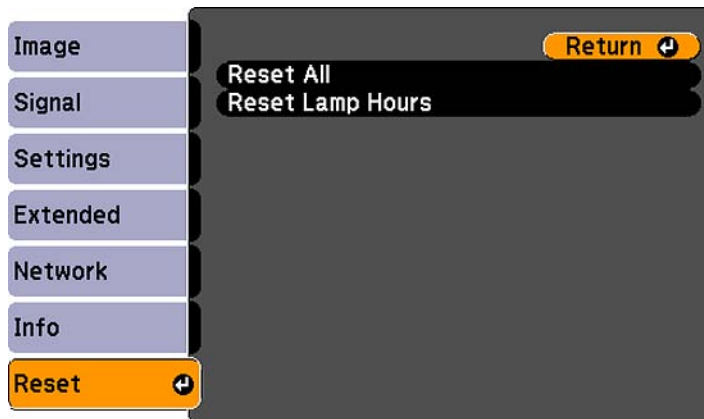 Image
Signal
Settings
Extended
Network
Info
Reset
Return
Reset All
Reset Lamp Hours